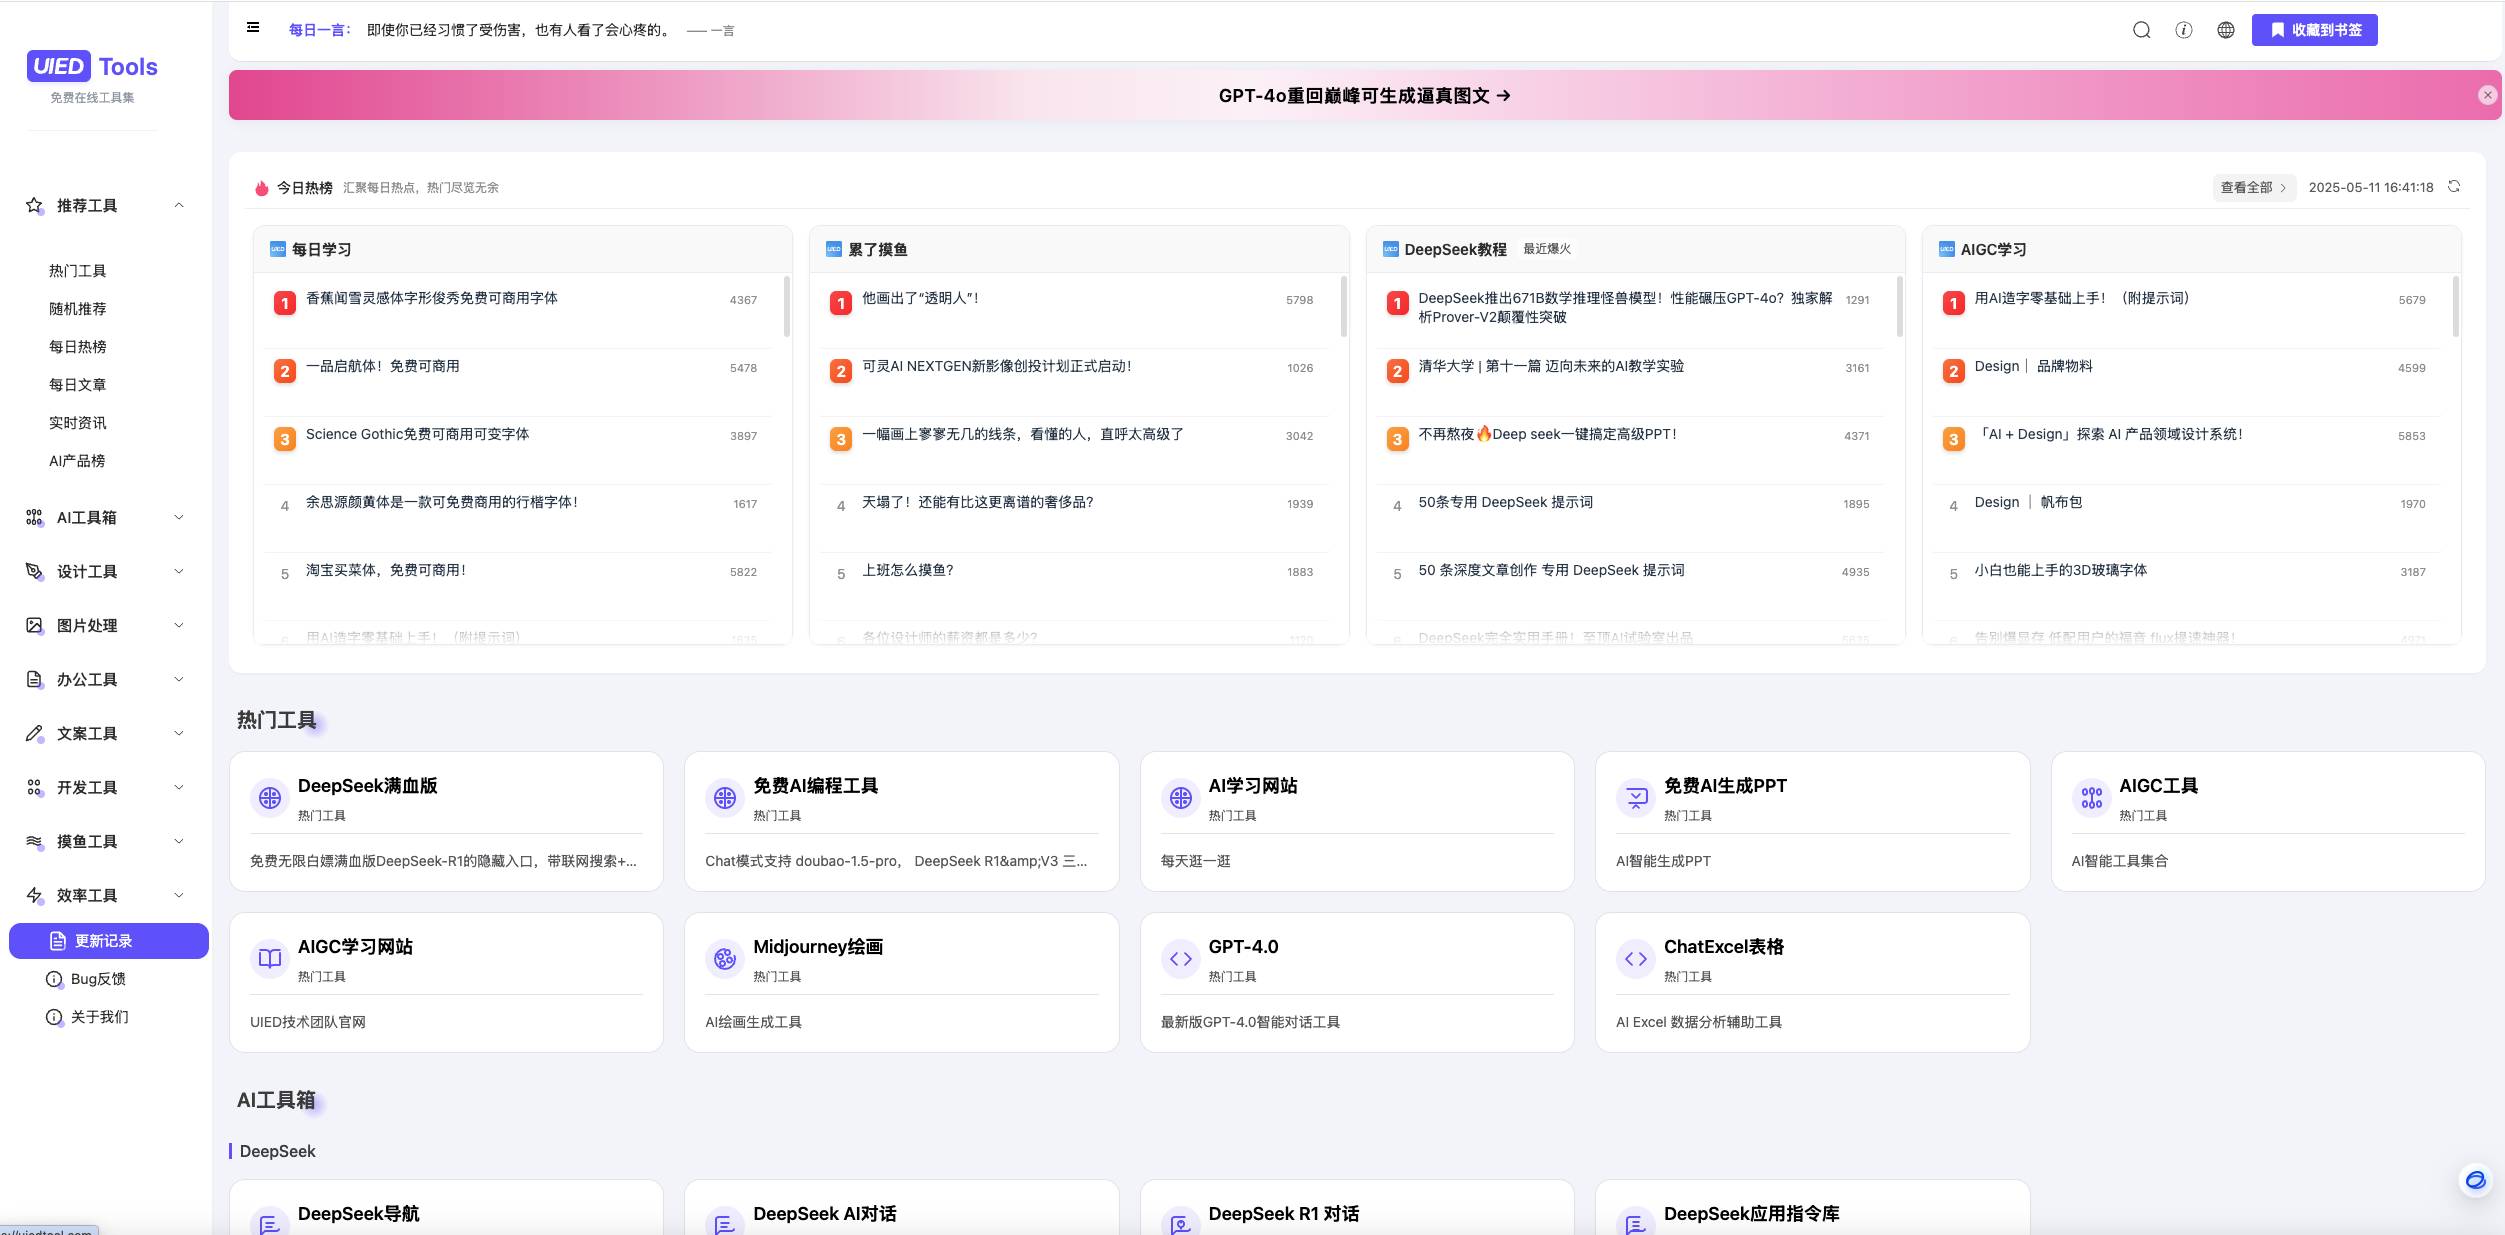 UIED Tools
免费在线工具集
推荐工具
热门工具
随机推荐
每日热榜
每日文章
实时资讯
AI产品榜
AI工具箱
设计工具
图片处理
办公工具
文案工具
开发工具
摸鱼工具
效率工具
更新记录
Bug反馈
关于我们
每日一言： 即使你已经习惯了受伤害，也有人看了会心疼的。 —— 一言
收藏到书签
GPT-4o重回巅峰可生成逼真图文 →
今日热榜 汇聚每日热点，热门尽览无余
查看全部 2025-05-11 16:41:18
每日学习
1 香蕉闻雪灵感体字形俊秀免费可商用字体 4367
2 一品启航体！免费可商用 5478
3 Science Gothic免费可商用可变字体 3897
4 余思源颜黄体是一款可免费商用的行楷字体！ 1617
5 淘宝买菜体，免费可商用！ 5822
6 用AI造字零基础上手！（附提示词） 1635
累了摸鱼
1 他画出了“透明人”！ 5798
2 可灵AI NEXTGEN新影像创投计划正式启动！ 1026
3 一幅画上寥寥无几的线条，看懂的人，直呼太高级了 3042
4 天塌了！还能有比这更离谱的奢侈品？ 1939
5 上班怎么摸鱼？ 1883
6 各位设计师的薪资都是多少？ 1120
DeepSeek教程 最近爆火
1 DeepSeek推出671B数学推理怪兽模型！性能碾压GPT-4o？独家解 1291
析Prover-V2颠覆性突破
2 清华大学 | 第十一篇 迈向未来的AI教学实验 3161
3 不再熬夜🔥Deep seek一键搞定高级PPT！ 4371
4 50条专用 DeepSeek 提示词 1895
5 50 条深度文章创作 专用 DeepSeek 提示词 4935
6 DeepSeek完全实用手册！至顶AI试验室出品 5635
AIGC学习
1 用AI造字零基础上手！（附提示词） 5679
2 Design｜ 品牌物料 4599
3 「AI + Design」探索 AI 产品领域设计系统！ 5853
4 Design ｜ 帆布包 1970
5 小白也能上手的3D玻璃字体 3187
6 告别爆显存 低配用户的福音 flux提速神器！ 4971
热门工具
DeepSeek满血版
热门工具
免费无限白嫖满血版DeepSeek-R1的隐藏入口，带联网搜索+...
免费AI编程工具
热门工具
Chat模式支持 doubao-1.5-pro， DeepSeek R1&amp;V3 三...
AI学习网站
热门工具
每天逛一逛
免费AI生成PPT
热门工具
AI智能生成PPT
AIGC工具
热门工具
AI智能工具集合
AIGC学习网站
热门工具
UIED技术团队官网
Midjourney绘画
热门工具
AI绘画生成工具
GPT-4.0
热门工具
最新版GPT-4.0智能对话工具
ChatExcel表格
热门工具
AI Excel 数据分析辅助工具
AI工具箱
DeepSeek
DeepSeek导航
DeepSeek AI对话
DeepSeek R1 对话
DeepSeek应用指令库